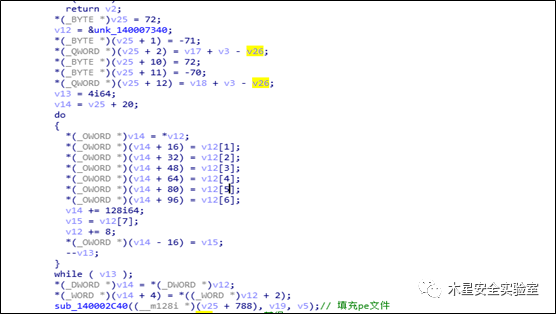 return v2;
*(_BYTE *)v25 = 72;
v12 = &unk_140007340;
*(_BYTE *)(v25 + 1) = -71;
*(_QWORD *)(v25 + 2) = v17 + v3 - v26;
*(_BYTE *)(v25 + 10) = 72;
*(_BYTE *)(v25 + 11) = -70;
*(_QWORD *)(v25 + 12) = v18 + v3 - v26;
v13 = 4i64;
v14 = v25 + 20;
do
{
*(_OWORD *)v14 = *v12;
*(_OWORD *)(v14 + 16) = v12[1];
*(_OWORD *)(v14 + 32) = v12[2];
*(_OWORD *)(v14 + 48) = v12[3];
*(_OWORD *)(v14 + 64) = v12[4];
*(_OWORD *)(v14 + 80) = v12[5];
*(_OWORD *)(v14 + 96) = v12[6];
v14 += 128i64;
v15 = v12[7];
v12 += 8;
*(_OWORD *)(v14 - 16) = v15;
--v13;
}
while ( v13 );
*(_DWORD *)v14 = *(_DWORD *)v12;
*(_WORD *)(v14 + 4) = *((_WORD *)v12 + 2);
sub_140002C40((__m128i *)(v25 + 788), v19, v5);// 填充pe文件
木星安全实验室